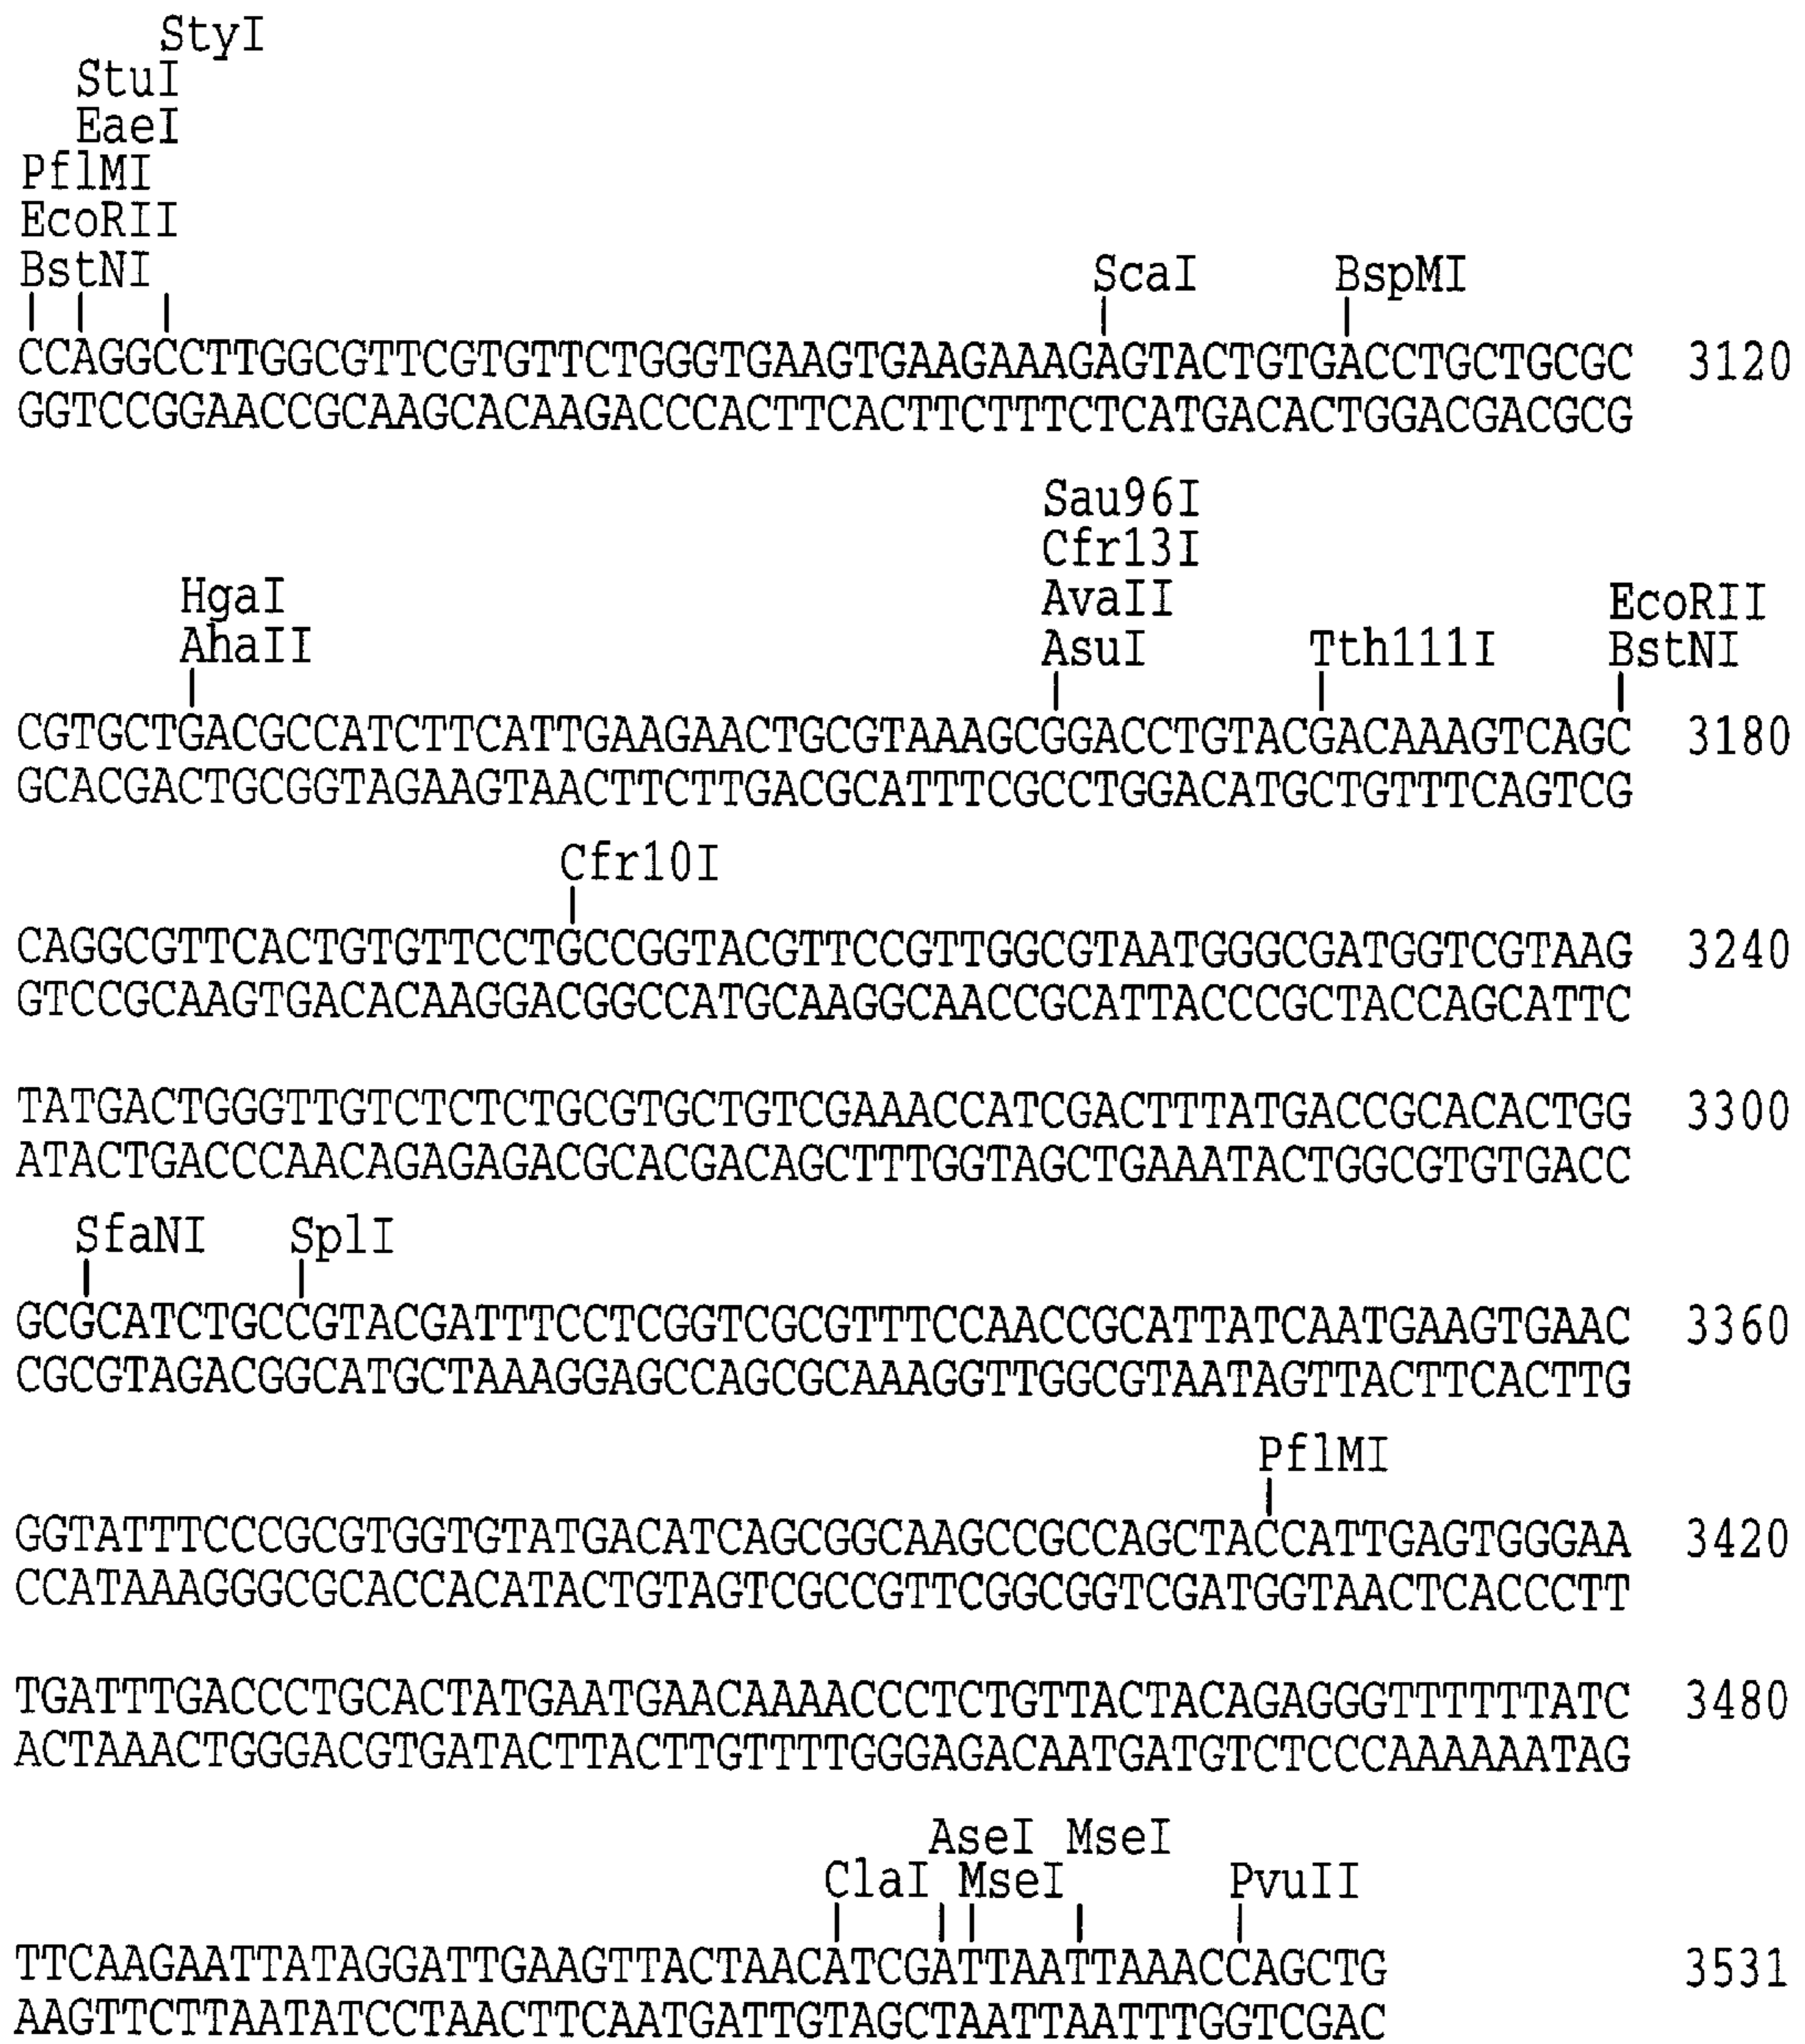 StyI
StuI
EaeI
PflMI
EcoRII
BstNI ScaI BspMI
CCAGGCCTTGGCGTTCGTGTTCTGGGTGAAGTGAAGAAAGAGTACTGTGACCTGCTGCGC 3120
GGTCCGGAACCGCAAGCACAAGACCCACTTCACTTCTTTCTCATGACACTGGACGACGCG
Sau96I
Cfr13I
HgaI AvaII EcoRII
AhaII AsuI Tth111I BstNI
CGTGCTGACGCCATCTTCATTGAAGAACTGCGTAAAGCGGACCTGTACGACAAAGTCAGC 3180
GCACGACTGCGGTAGAAGTAACTTCTTGACGCATTTCGCCTGGACATGCTGTTTCAGTCG
Cfr10I
CAGGCGTTCACTGTGTTCCTGCCGGTACGTTCCGTTGGCGTAATGGGCGATGGTCGTAAG 3240
GTCCGCAAGTGACACAAGGACGGCCATGCAAGGCAACCGCATTACCCGCTACCAGCATTC
TATGACTGGGTTGTCTCTCTGCGTGCTGTCGAAACCATCGACTTTATGACCGCACACTGG 3300
ATACTGACCCAACAGAGAGACGCACGACAGCTTTGGTAGCTGAAATACTGGCGTGTGACC
SfaNI SplI
GCGCATCTGCCGTACGATTTCCTCGGTCGCGTTTCCAACCGCATTATCAATGAAGTGAAC 3360
CGCGTAGACGGCATGCTAAAGGAGCCAGCGCAAAGGTTGGCGTAATAGTTACTTCACTTG
PflMI
GGTATTTCCCGCGTGGTGTATGACATCAGCGGCAAGCCGCCAGCTACCATTGAGTGGGAA 3420
CCATAAAGGGCGCACCACATACTGTAGTCGCCGTTCGGCGGTCGATGGTAACTCACCCTT
TGATTTGACCCTGCACTATGAATGAACAAAACCCTCTGTTACTACAGAGGGTTTTTTATC 3480
ACTAAACTGGGACGTGATACTTACTTGTTTTGGGAGACAATGATGTCTCCCAAAAAATAG
AseI MseI
ClaI MseI PvuII
TTCAAGAATTATAGGATTGAAGTTACTAACATCGATTAATTAAACCAGCTG 3531
AAGTTCTTAATATCCTAACTTCAATGATTGTAGCTAATTAATTTGGTCGAC